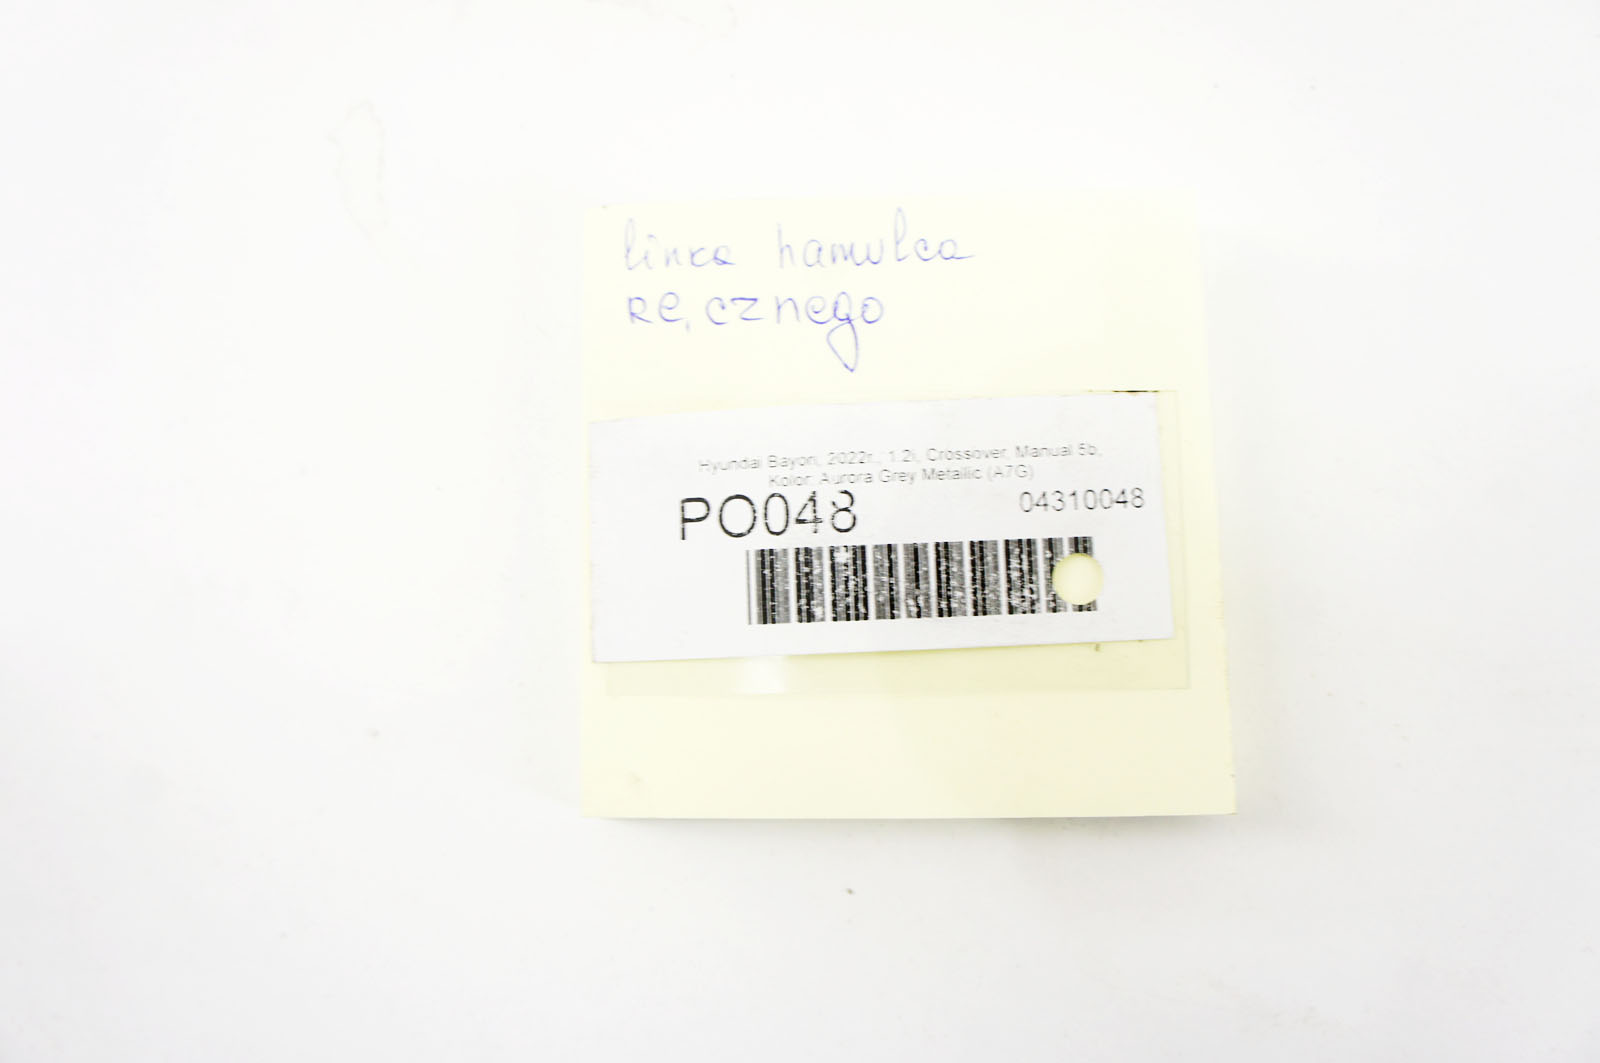 linka hamulca
ręcznego
Hyundai Bayon, 2022r., 1.2i, Crossover, Manual 5b,
Kolor: Aurora Grey Metallic (A7G)
PO048
04310048